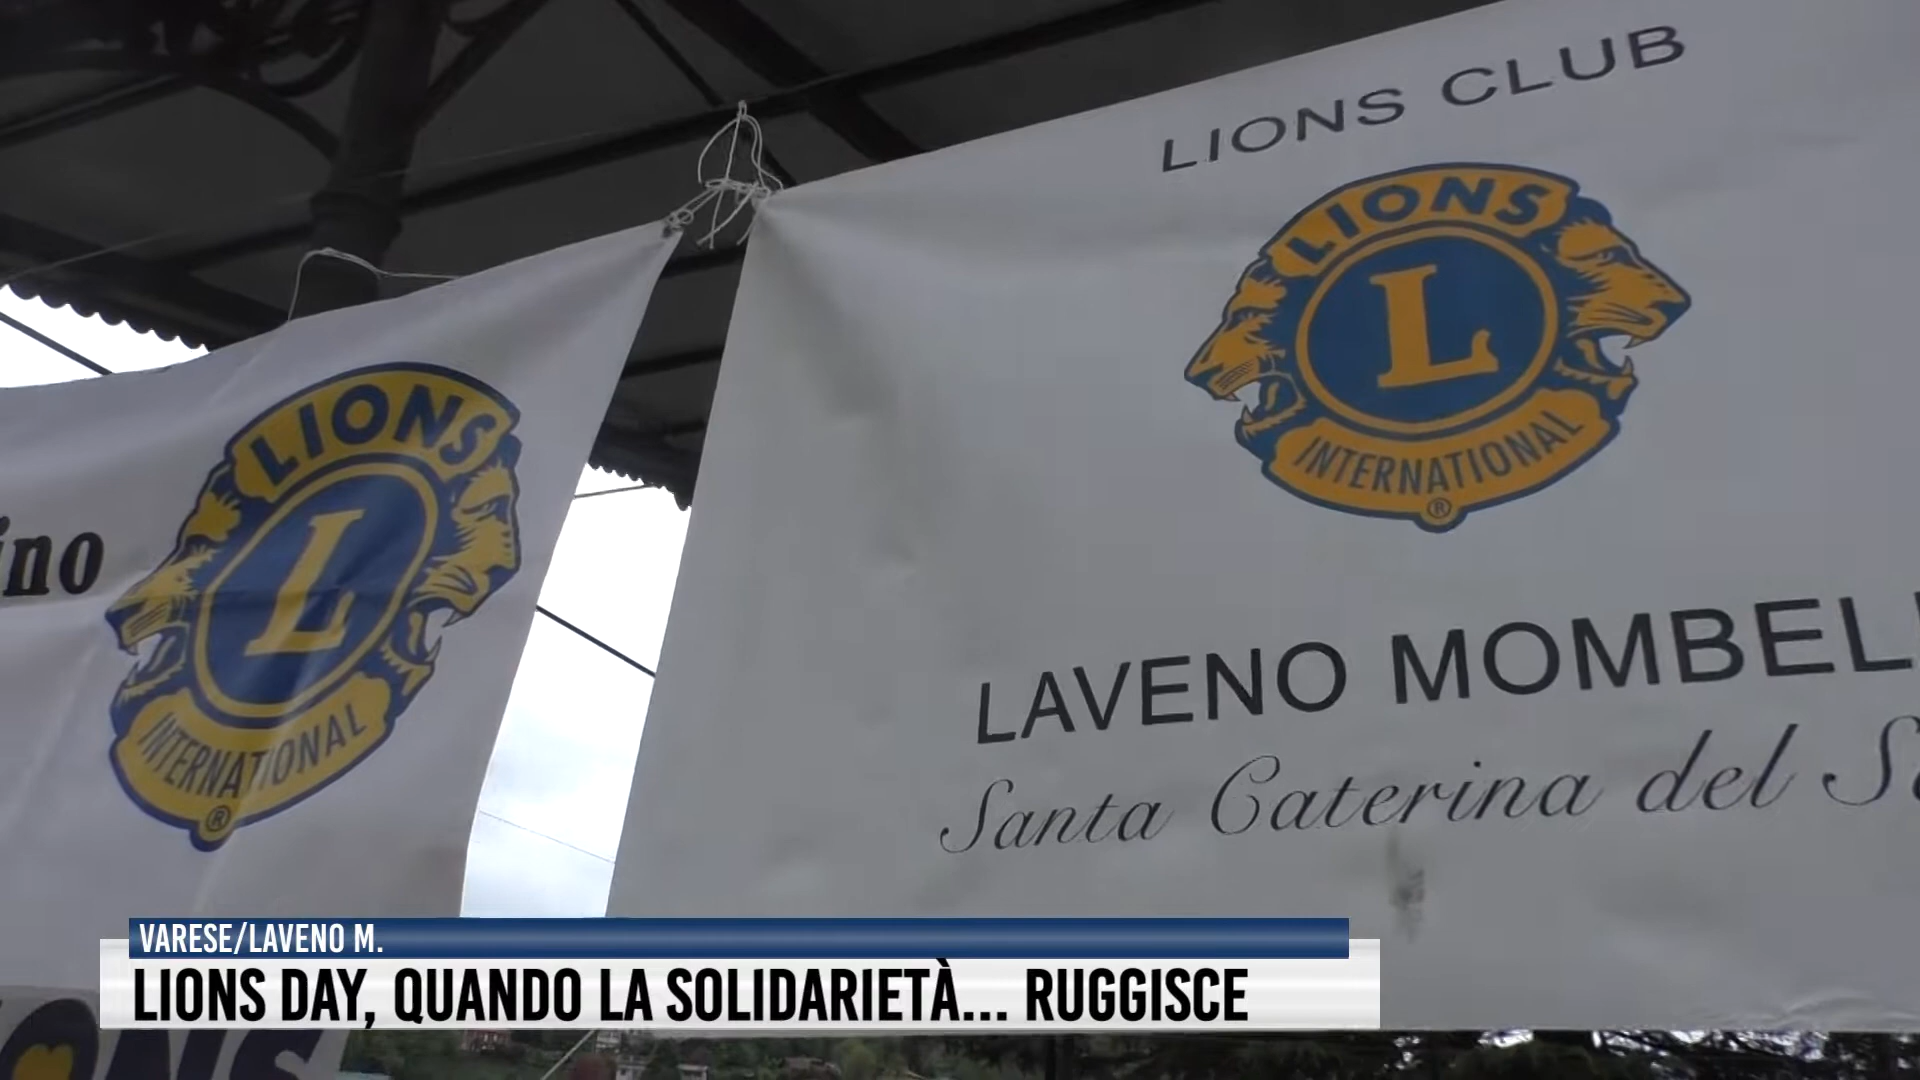 LIONS CLUB
LIONS
L
INTERNATIONAL
®
LAVENO MOMBEL
Santa Caterina del
ino
LIONS
L
INTERNATIONAL
®
VARESE/LAVENO M.
LIONS DAY, QUANDO LA SOLIDARIETÀ... RUGGISCE